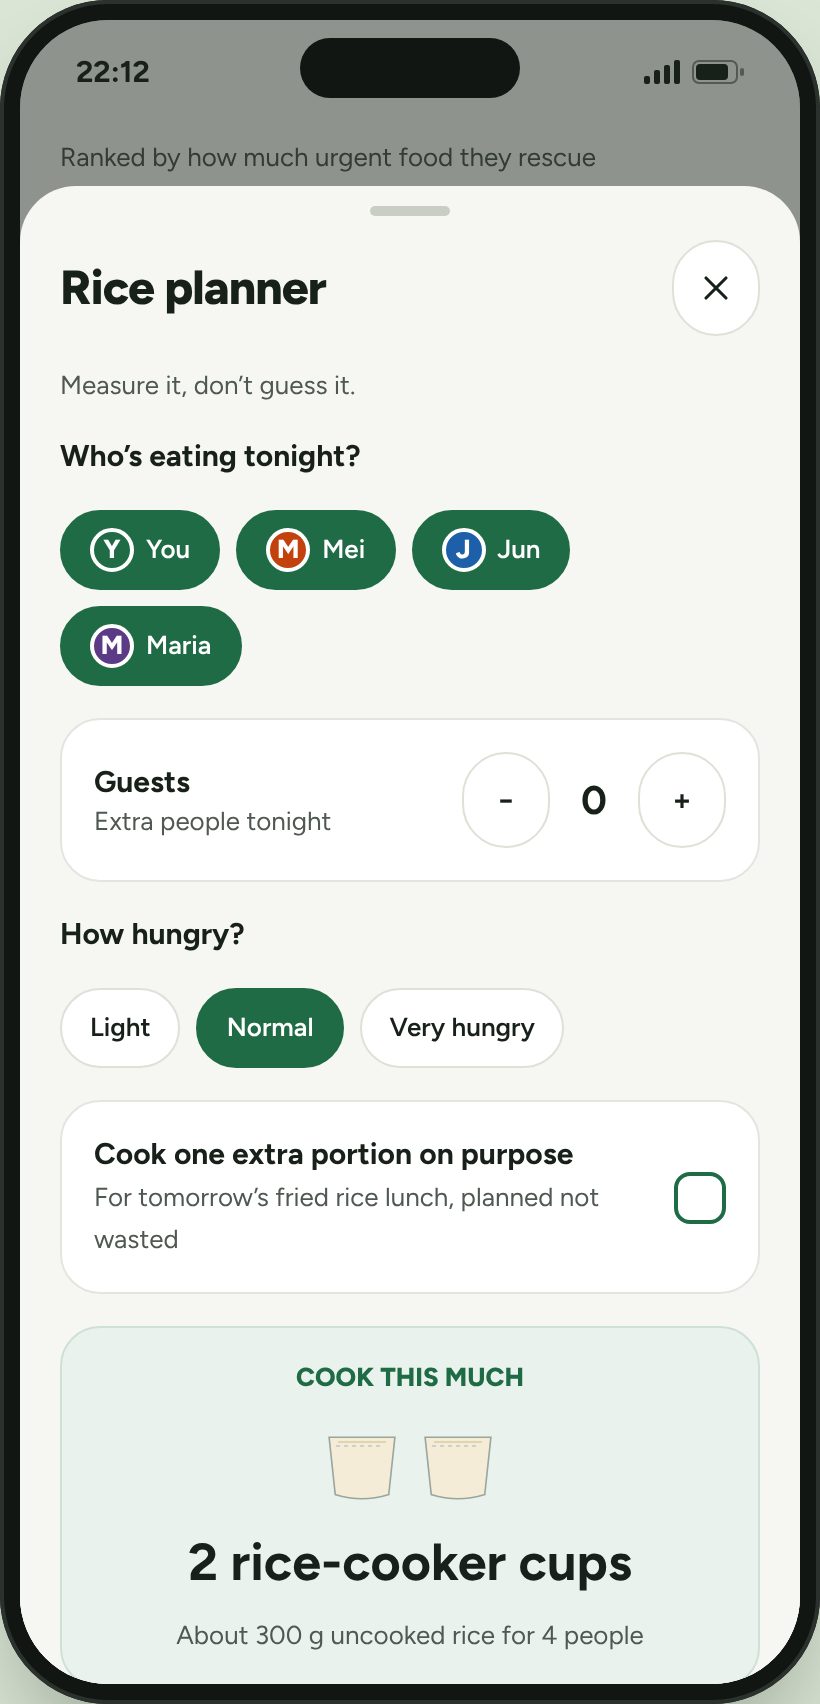 22:12
Ranked by how much urgent food they rescue
Rice planner
Measure it, don’t guess it.
Who’s eating tonight?
Y You
M Mei
J Jun
M Maria
Guests
Extra people tonight
- 0 +
How hungry?
Light
Normal
Very hungry
Cook one extra portion on purpose
For tomorrow’s fried rice lunch, planned not
wasted
COOK THIS MUCH
2 rice-cooker cups
About 300 g uncooked rice for 4 people